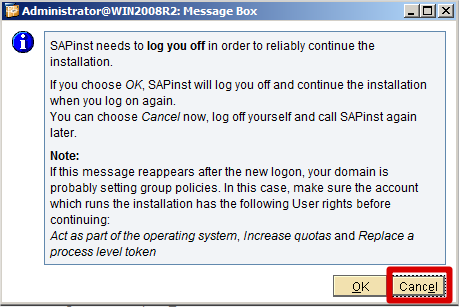 Administrator@WIN2008R2: Message Box
SAPinst needs to log you off in order to reliably continue the
installation.
If you choose OK, SAPinst will log you off and continue the installation
when you log on again.
You can choose Cancel now, log off yourself and call SAPinst again
later.
Note:
If this message reappears after the new logon, your domain is
probably setting group policies. In this case, make sure the account
which runs the installation has the following User rights before
continuing:
Act as part of the operating system, Increase quotas and Replace a
process level token
OK
Cancel